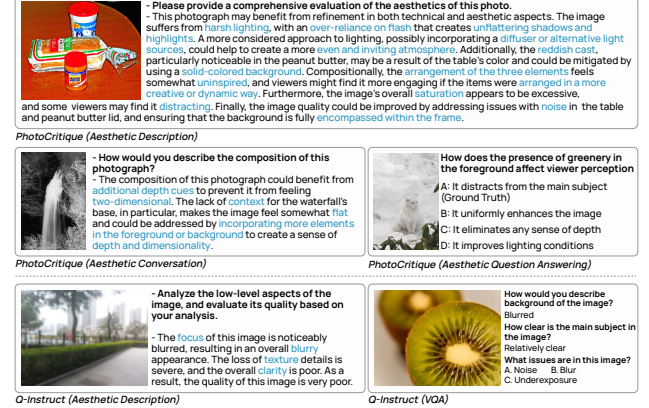 - Please provide a comprehensive evaluation of the aesthetics of this photo.
- This photograph may benefit from refinement in both technical and aesthetic aspects. The image
suffers from harsh lighting, with an over-reliance on flash that creates unflattering shadows and
highlights. A more considered approach to lighting, possibly incorporating a diffuser or alternative light
sources, could help to create a more even and inviting atmosphere. Additionally, the reddish cast,
particularly noticeable in the peanut butter, may be a result of the table's color and could be mitigated by
using a solid-colored background. Compositionally, the arrangement of the three elements feels
somewhat uninspired, and viewers might find it more engaging if the items were arranged in a more
creative or dynamic way. Furthermore, the image's overall saturation appears to be excessive,
and some viewers may find it distracting. Finally, the image quality could be improved by addressing issues with noise in the table
and peanut butter lid, and ensuring that the background is fully encompassed within the frame.
PhotoCritique (Aesthetic Description)
- How would you describe the composition of this
photograph?
- The composition of this photograph could benefit from
additional depth cues to prevent it from feeling
two-dimensional. The lack of context for the waterfall's
base, in particular, makes the image feel somewhat flat
and could be addressed by incorporating more elements
in the foreground or background to create a sense of
depth and dimensionality.
PhotoCritique (Aesthetic Conversation)
How does the presence of greenery in
the foreground affect viewer perception
A: It distracts from the main subject
(Ground Truth)
B: It uniformly enhances the image
C: It eliminates any sense of depth
D: It improves lighting conditions
PhotoCritique (Aesthetic Question Answering)
- Analyze the low-level aspects of the
image, and evaluate its quality based on
your analysis.
- The focus of this image is noticeably
blurred, resulting in an overall blurry
appearance. The loss of texture details is
severe, and the overall clarity is poor. As a
result, the quality of this image is very poor.
Q-Instruct (Aesthetic Description)
How would you describe
background of the image?
Blurred
How clear is the main subject in
the image?
Relatively clear
What issues are in this image?
A. Noise B. Blur
C. Underexposure
Q-Instruct (VQA)